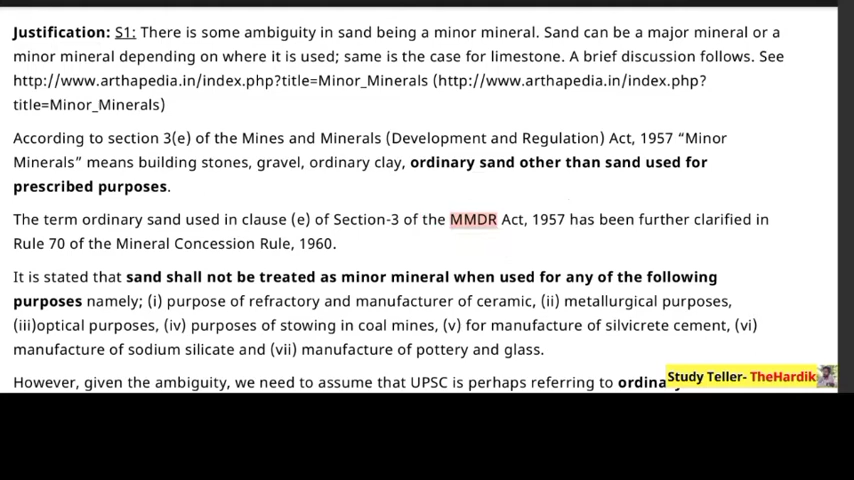 Justification: S1: There is some ambiguity in sand being a minor mineral. Sand can be a major mineral or a
minor mineral depending on where it is used; same is the case for limestone. A brief discussion follows. See
http://www.arthapedia.in/index.php?title=Minor_Minerals (http://www.arthapedia.in/index.php?
title=Minor_Minerals)
According to section 3(e) of the Mines and Minerals (Development and Regulation) Act, 1957 “Minor
Minerals” means building stones, gravel, ordinary clay, ordinary sand other than sand used for
prescribed purposes.
The term ordinary sand used in clause (e) of Section-3 of the MMDR Act, 1957 has been further clarified in
Rule 70 of the Mineral Concession Rule, 1960.
It is stated that sand shall not be treated as minor mineral when used for any of the following
purposes namely; (i) purpose of refractory and manufacturer of ceramic, (ii) metallurgical purposes,
(iii)optical purposes, (iv) purposes of stowing in coal mines, (v) for manufacture of silvicrete cement, (vi)
manufacture of sodium silicate and (vii) manufacture of pottery and glass.
However, given the ambiguity, we need to assume that UPSC is perhaps referring to
Study Teller- TheHardik